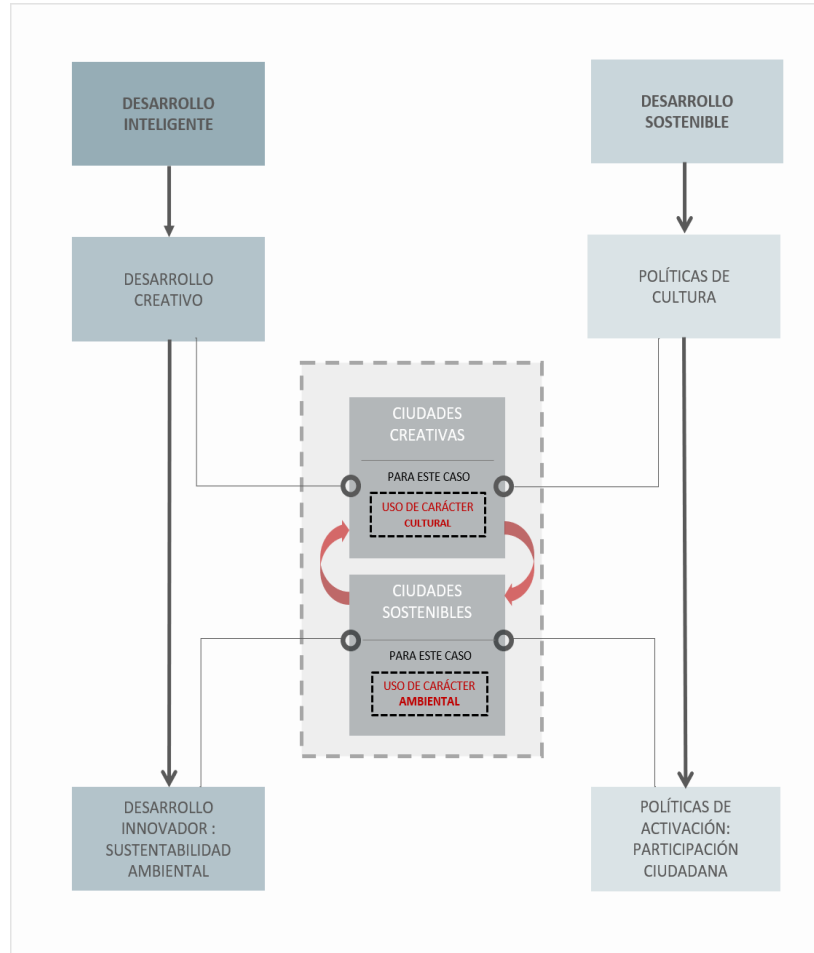 DESARROLLO
INTELIGENTE
DESARROLLO
SOSTENIBLE
DESARROLLO
CREATIVO
POLÍTICAS DE
CULTURA
CIUDADES
CREATIVAS
PARA ESTE CASO
USO DE CARÁCTER
CULTURAL
CIUDADES
SOSTENIBLES
PARA ESTE CASO
USO DE CARÁCTER
AMBIENTAL
DESARROLLO
INNOVADOR :
SUSTENTABILIDAD
AMBIENTAL
POLÍTICAS DE
ACTIVACIÓN:
PARTICIPACIÓN
CIUDADANA